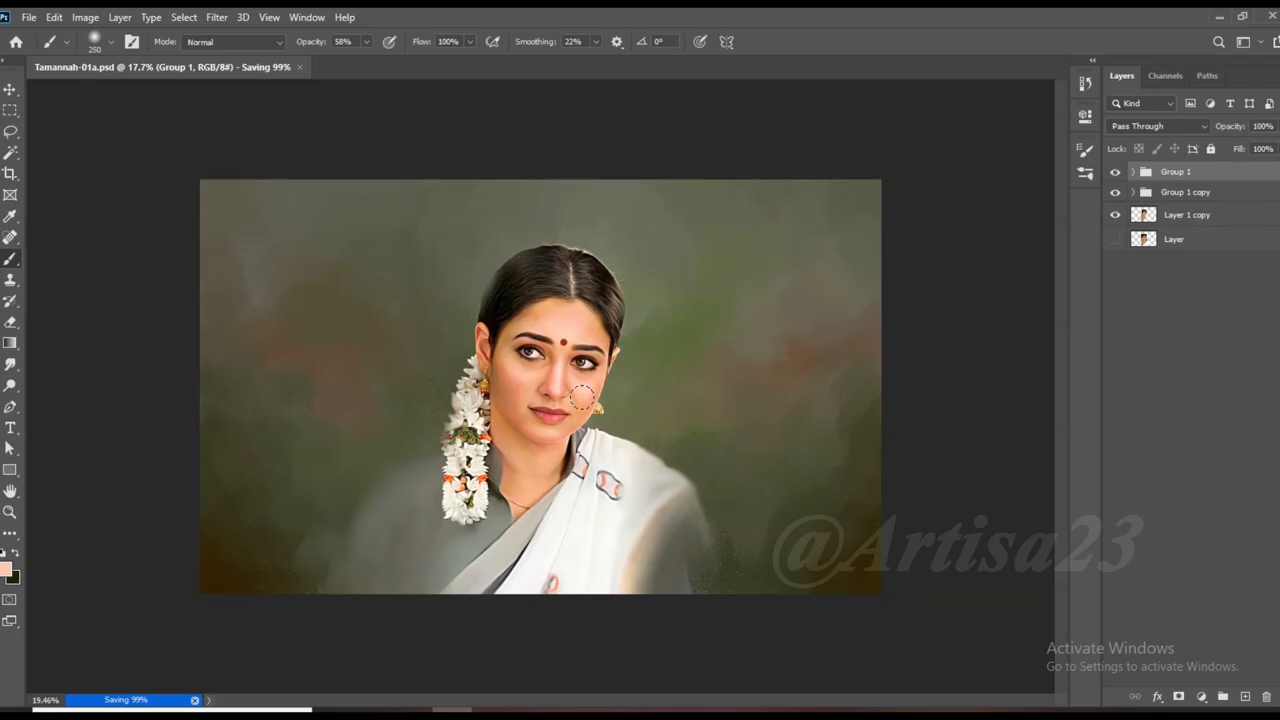 Ps File Edit Image Layer Type Select Filter 3D View Window Help
250 Mode: Normal Opacity: 58% Flow: 100% Smoothing: 22% 0°
Tamannah-01a.psd @ 17.7% (Group 1, RGB/8#) - Saving 99% ×
Layers Channels Paths
Kind
Pass Through Opacity: 100%
Lock: Fill: 100%
Group 1
Group 1 copy
Layer 1 copy
Layer
@Artisa23
Activate Windows
Go to Settings to activate Windows.
19.46% Saving 99%